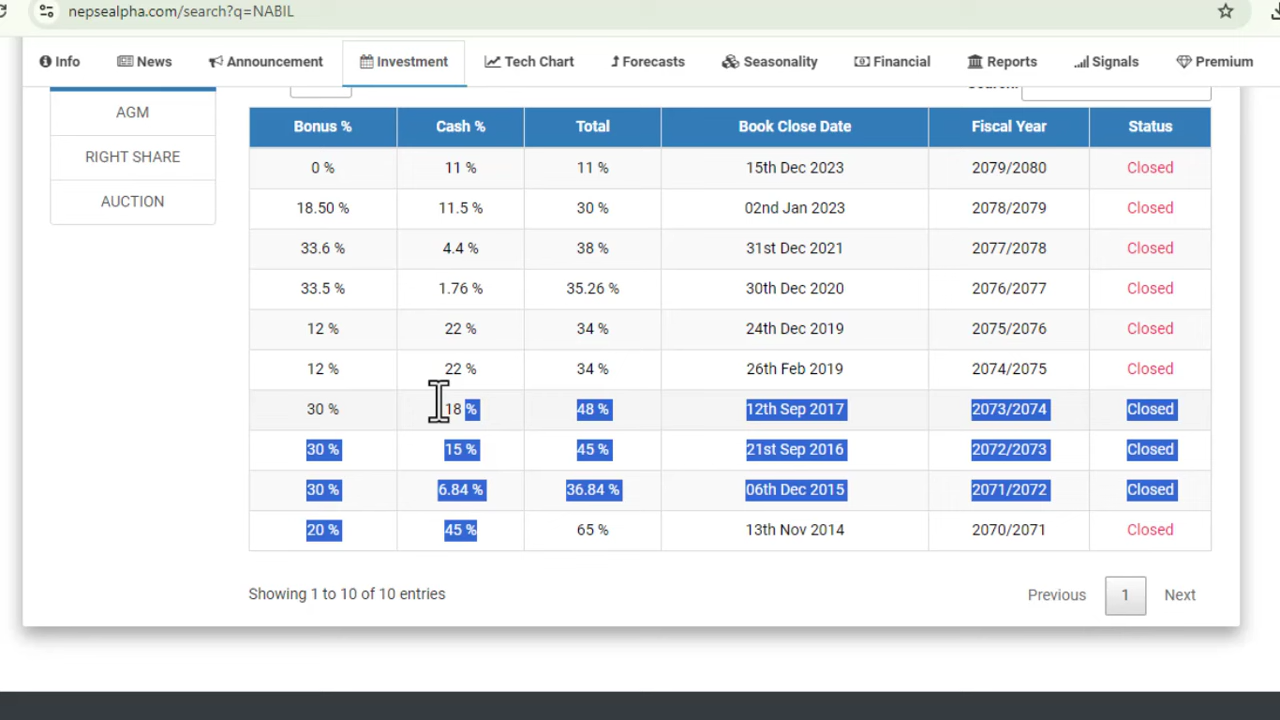 nepsealpha.com/search?q=NABIL
Info News Announcement Investment Tech Chart Forecasts Seasonality Financial Reports Signals Premium
AGM
RIGHT SHARE
AUCTION
Bonus % Cash % Total Book Close Date Fiscal Year Status
0 % 11 % 11 % 15th Dec 2023 2079/2080 Closed
18.50 % 11.5 % 30 % 02nd Jan 2023 2078/2079 Closed
33.6 % 4.4 % 38 % 31st Dec 2021 2077/2078 Closed
33.5 % 1.76 % 35.26 % 30th Dec 2020 2076/2077 Closed
12 % 22 % 34 % 24th Dec 2019 2075/2076 Closed
12 % 22 % 34 % 26th Feb 2019 2074/2075 Closed
30 % 18 % 48 % 12th Sep 2017 2073/2074 Closed
30 % 15 % 45 % 21st Sep 2016 2072/2073 Closed
30 % 6.84 % 36.84 % 06th Dec 2015 2071/2072 Closed
20 % 45 % 65 % 13th Nov 2014 2070/2071 Closed
Showing 1 to 10 of 10 entries
Previous 1 Next